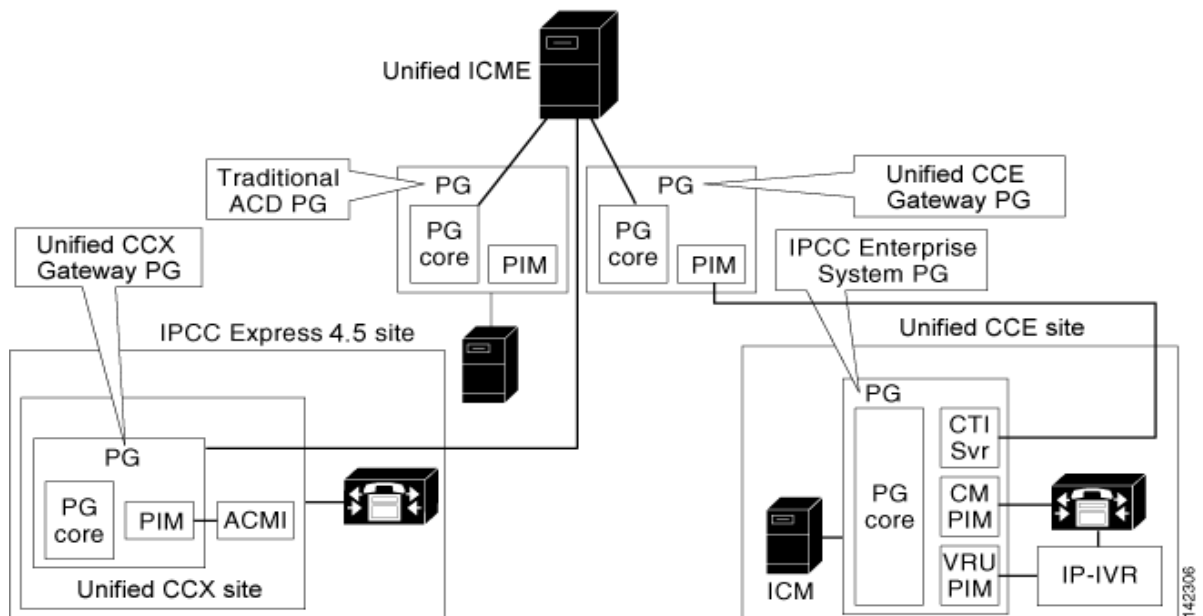 Unified ICME
Traditional
ACD PG
PG
PG
core
PIM
PG
PG
core
PIM
Unified CCE
Gateway PG
Unified CCX
Gateway PG
IPCC Enterprise
System PG
IPCC Express 4.5 site
Unified CCE site
PG
PG
core
PIM
ACMI
Unified CCX site
PG
PG
core
CTI
Svr
CM
PIM
VRU
PIM
ICM
IP-IVR
142306